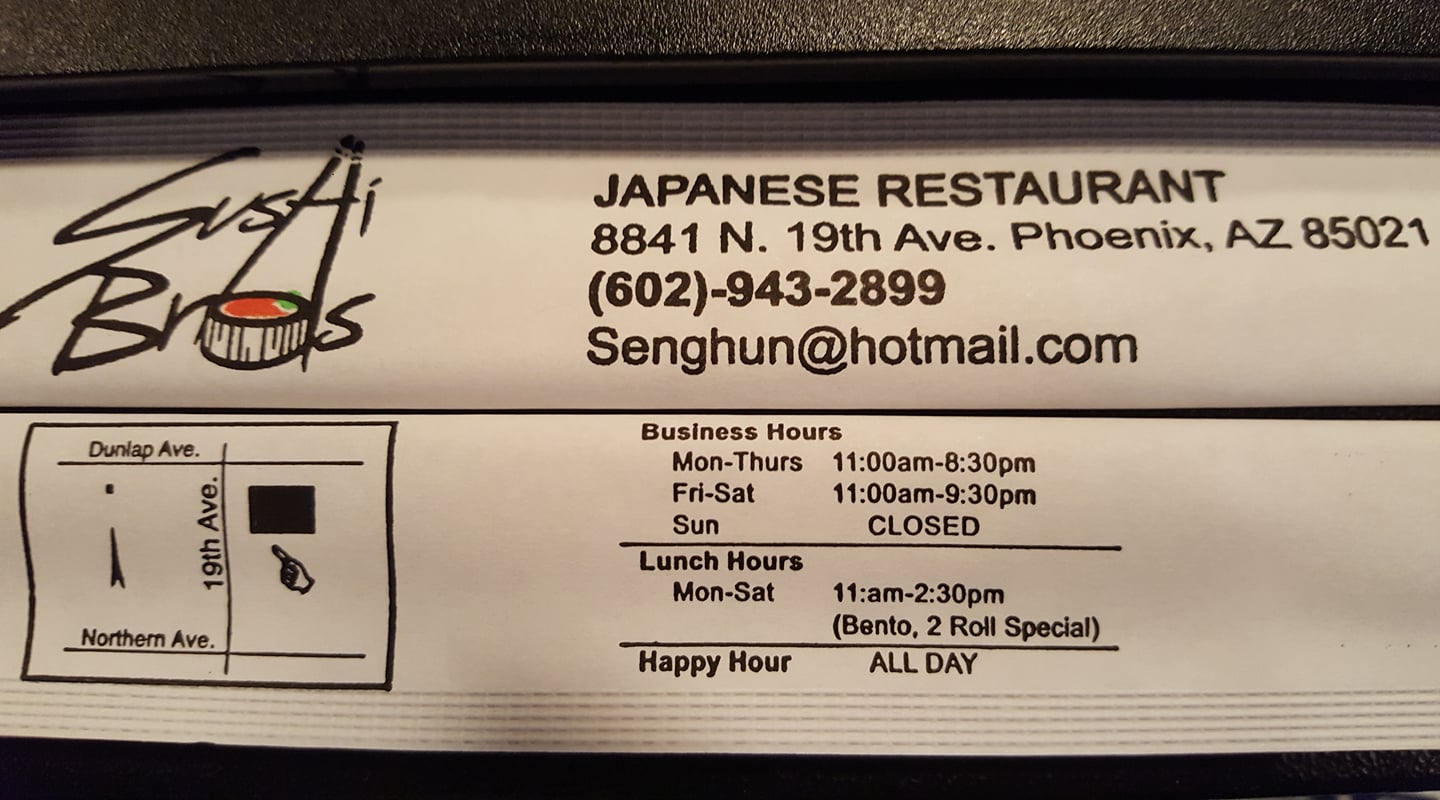 SusHi
Bros
JAPANESE RESTAURANT
8841 N. 19th Ave. Phoenix, AZ 85021
(602)-943-2899
Senghun@hotmail.com
Dunlap Ave.
19th Ave.
Northern Ave.
Business Hours
Mon-Thurs 11:00am-8:30pm
Fri-Sat 11:00am-9:30pm
Sun CLOSED
Lunch Hours
Mon-Sat 11:am-2:30pm
(Bento, 2 Roll Special)
Happy Hour ALL DAY